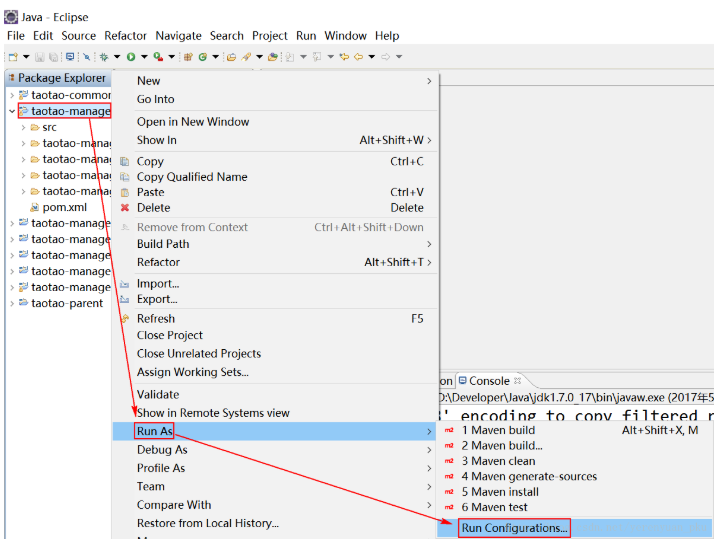 Java - Eclipse
File Edit Source Refactor Navigate Search Project Run Window Help
Package Explorer
taotao-common
taotao-manage
src
taotao-mana
taotao-mana
taotao-mana
taotao-mana
pom.xml
taotao-manage
taotao-manage
taotao-manage
taotao-manage
taotao-manage
taotao-parent
New
Go Into
Open in New Window
Show In Alt+Shift+W
Copy Ctrl+C
Copy Qualified Name
Paste Ctrl+V
Delete Delete
Remove from Context Ctrl+Alt+Shift+Down
Build Path
Refactor Alt+Shift+T
Import...
Export...
Refresh F5
Close Project
Close Unrelated Projects
Assign Working Sets...
Validate
Show in Remote Systems view
Run As
Debug As
Profile As
Team
Compare With
Restore from Local History...
on Console
D:\Developer\Java\jdk1.7.0_17\bin\javaw.exe (2017年5
' encoding to copy filtered r
1 Maven build Alt+Shift+X, M
2 Maven build...
3 Maven clean
4 Maven generate-sources
5 Maven install
6 Maven test
Run Configurations...